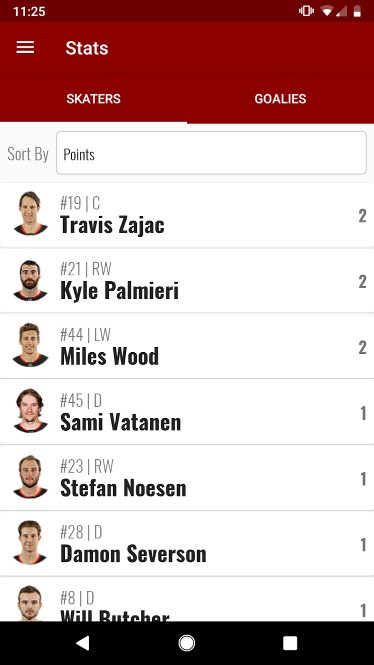 11:25
Stats
SKATERS
GOALIES
Sort By
Points
#19 | C
Travis Zajac
2
#21 | RW
Kyle Palmieri
2
#44 | LW
Miles Wood
2
#45 | D
Sami Vatanen
1
#23 | RW
Stefan Noesen
1
#28 | D
Damon Severson
1
#8 | D
Will Butcher